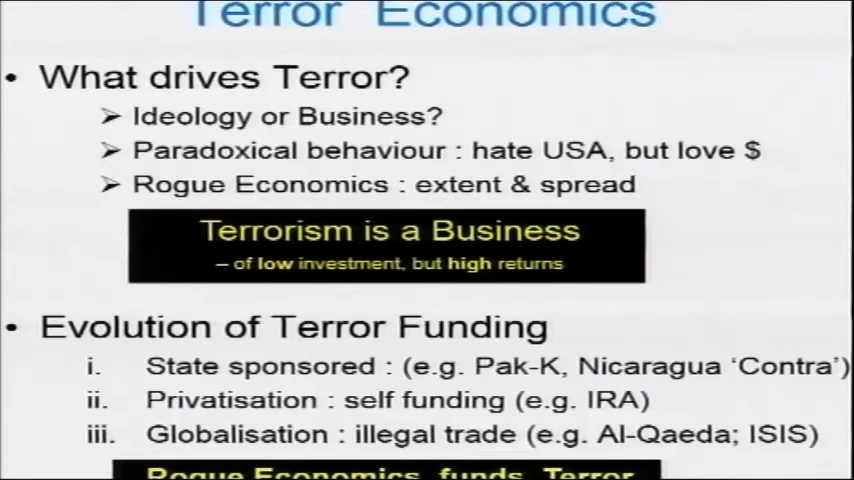 Terror Economics
• What drives Terror?
➢ Ideology or Business?
➢ Paradoxical behaviour : hate USA, but love $
➢ Rogue Economics : extent & spread
Terrorism is a Business
– of low investment, but high returns
• Evolution of Terror Funding
i. State sponsored : (e.g. Pak-K, Nicaragua ‘Contra’)
ii. Privatisation : self funding (e.g. IRA)
iii. Globalisation : illegal trade (e.g. Al-Qaeda; ISIS)
Rogue Economics funds Terror